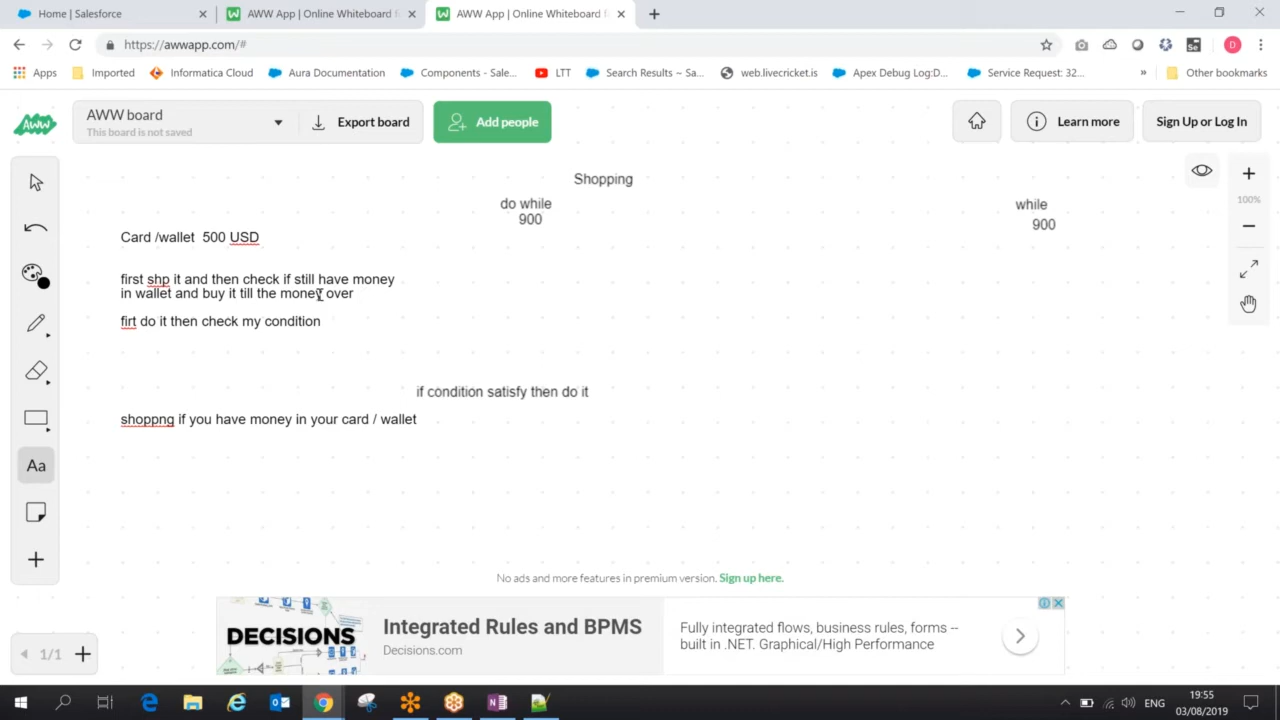 Home | Salesforce
AWW App | Online Whiteboard f
AWW App | Online Whiteboard f
https://awwapp.com/#
Apps
Imported
Informatica Cloud
Aura Documentation
Components - Sale...
LTT
Search Results ~ Sa...
web.livecricket.is
Apex Debug Log:D...
Service Request: 32...
»
Other bookmarks
AWW
AWW board
This board is not saved
Export board
Add people
Learn more
Sign Up or Log In
100%
Shopping
do while
900
while
900
Card /wallet 500 USD
first shp it and then check if still have money
in wallet and buy it till the money over
firt do it then check my condition
if condition satisfy then do it
shoppng if you have money in your card / wallet
Aa
No ads and more features in premium version. Sign up here.
DECISIONS
Integrated Rules and BPMS
Decisions.com
Fully integrated flows, business rules, forms --
built in .NET. Graphical/High Performance
1/1
ENG
19:55
03/08/2019